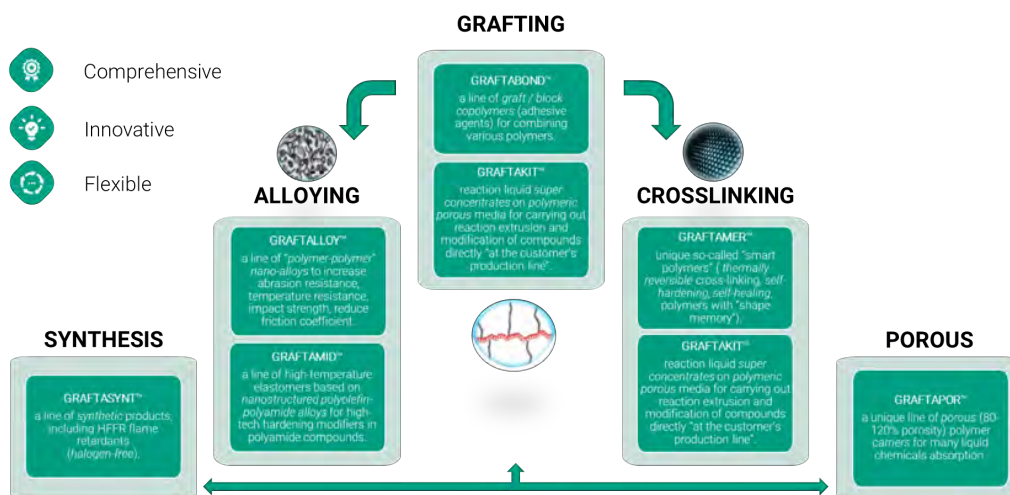 GRAFTING
Comprehensive
Innovative
Flexible
GRAFTABOND™
a line of graft / block
copolymers (adhesive
agents) for combining
various polymers.
GRAFTAKIT™
reaction liquid super
concentrates on polymeric
porous media for carrying out
reaction extrusion and
modification of compounds
directly "at the customer's
production line".
ALLOYING
GRAFTALLOY™
a line of "polymer-polymer"
nano-alloys to increase
abrasion resistance,
temperature resistance,
impact strength, reduce
friction coefficient.
GRAFTAMID™
a line of high-temperature
elastomers based on
nanostructured polyolefin-
polyamide alloys for high-
tech hardening modifiers in
polyamide compounds.
CROSSLINKING
GRAFTAMER™
unique so-called "smart
polymers" ( thermally
reversible cross-linking, self-
hardening, self-healing,
polymers with "shape
memory").
GRAFTAKIT™
reaction liquid super
concentrates on polymeric
porous media for carrying out
reaction extrusion and
modification of compounds
directly "at the customer's
production line".
SYNTHESIS
GRAFTASYNT™
a line of synthetic products,
including HFFR flame
retardants
(halogen-free).
POROUS
GRAFTAPOR™
a unique line of porous (80-
120% porosity) polymer
carriers for many liquid
chemicals absorption